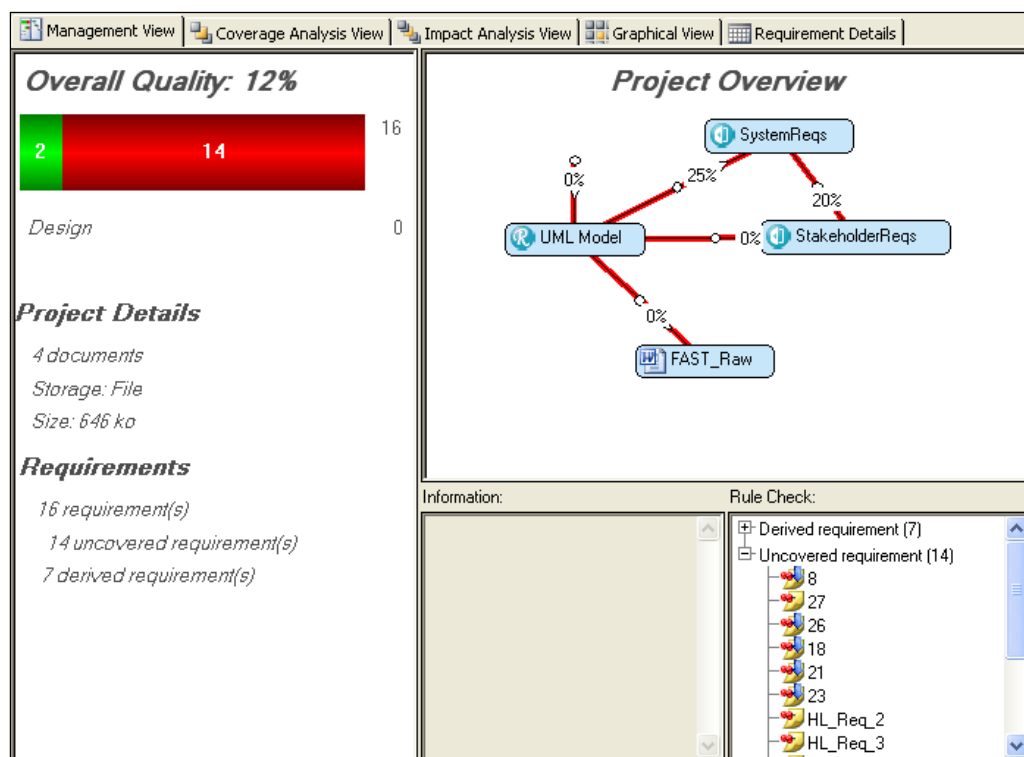 Management View
Coverage Analysis View
Impact Analysis View
Graphical View
Requirement Details
Overall Quality: 12%
16
2
14
Design
0
Project Details
4 documents
Storage: File
Size: 646 ko
Requirements
16 requirement(s)
14 uncovered requirement(s)
7 derived requirement(s)
Project Overview
SystemReqs
0%
25%
20%
UML Model
0%
StakeholderReqs
0%
FAST_Raw
Information:
Rule Check:
Derived requirement (7)
Uncovered requirement (14)
8
27
26
18
21
23
HL_Req_2
HL_Req_3